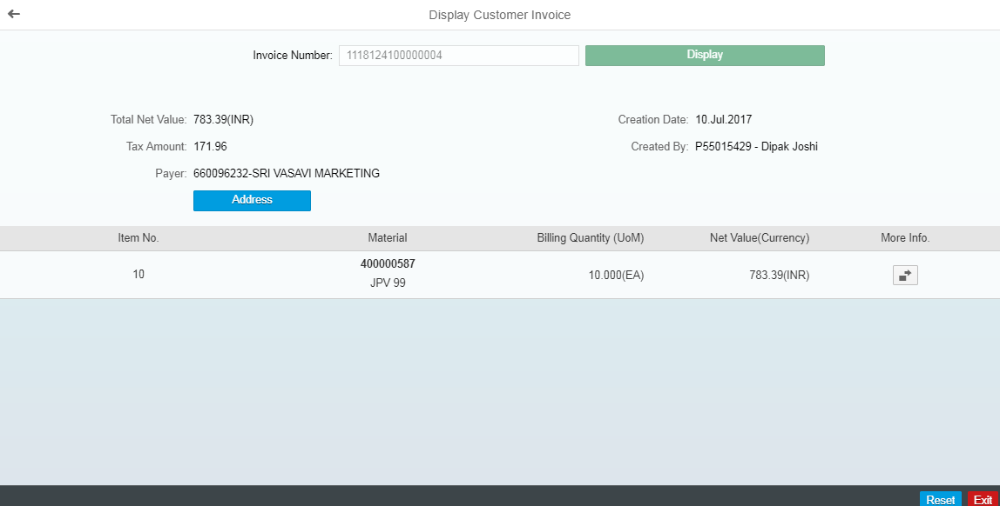 Display Customer Invoice
Invoice Number: 1118124100000004 Display
Total Net Value: 783.39(INR) Creation Date: 10.Jul.2017
Tax Amount: 171.96 Created By: P55015429 - Dipak Joshi
Payer: 660096232-SRI VASAVI MARKETING
Address
Item No. Material Billing Quantity (UoM) Net Value(Currency) More Info.
10 400000587 10.000(EA) 783.39(INR)
JPV 99
Reset Exit